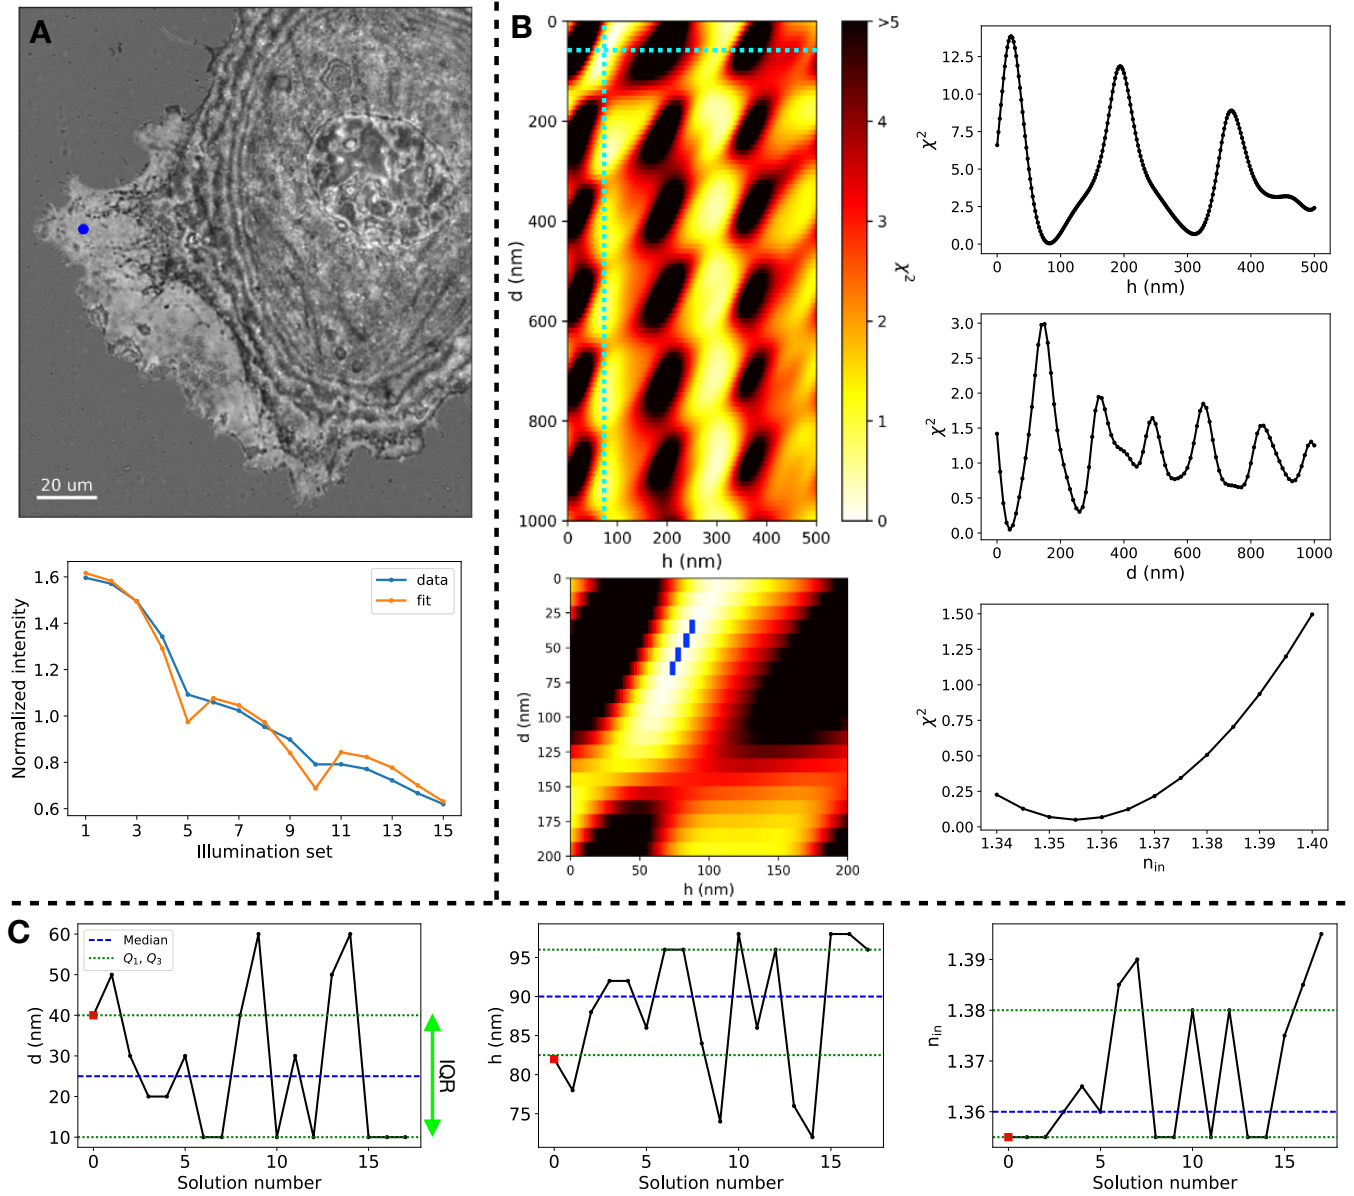 A
20 um
1.6
1.4
1.2
1.0
0.8
0.6
Normalized intensity
data
fit
1 3 5 7 9 11 13 15
Illumination set
B
0
200
400
600
800
1000
d (nm)
0 100 200 300 400 500
h (nm)
>5
4
3
2
1
0
χ²
0
25
50
75
100
125
150
175
200
d (nm)
0 50 100 150 200
h (nm)
12.5
10.0
7.5
5.0
2.5
0.0
χ²
0 100 200 300 400 500
h (nm)
3.0
2.5
2.0
1.5
1.0
0.5
0.0
χ²
0 200 400 600 800 1000
d (nm)
1.50
1.25
1.00
0.75
0.50
0.25
0.00
χ²
1.34 1.35 1.36 1.37 1.38 1.39 1.40
n_in
C
60
50
40
30
20
10
d (nm)
Median
Q₁, Q₃
IQR
0 5 10 15
Solution number
95
90
85
80
75
h (nm)
0 5 10 15
Solution number
1.39
1.38
1.37
1.36
n_in
0 5 10 15
Solution number